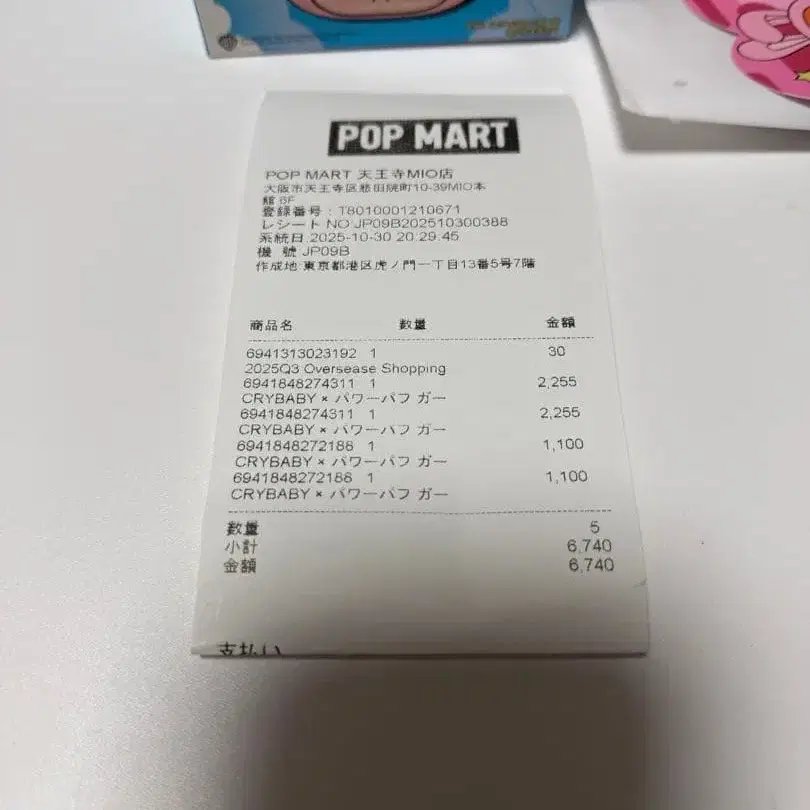 POP MART
POP MART 天王寺MIO店
大阪市天王寺区悲田院町10-39MIO本
館 6F
登録番号：T8010001210671
レシート NO:JP09B202510300388
系統日:2025-10-30 20:29:45
機 號:JP09B
作成地:東京都港区虎ノ門一丁目13番5号7階
商品名 数量 金額
6941313023192 1 30
2025Q3 Oversease Shopping
6941848274311 1 2,255
CRYBABY × パワーパフ ガー
6941848274311 1 2,255
CRYBABY × パワーパフ ガー
6941848272186 1 1,100
CRYBABY × パワーパフ ガー
6941848272186 1 1,100
CRYBABY × パワーパフ ガー
数量 5
小計 6,740
金額 6,740
支払い